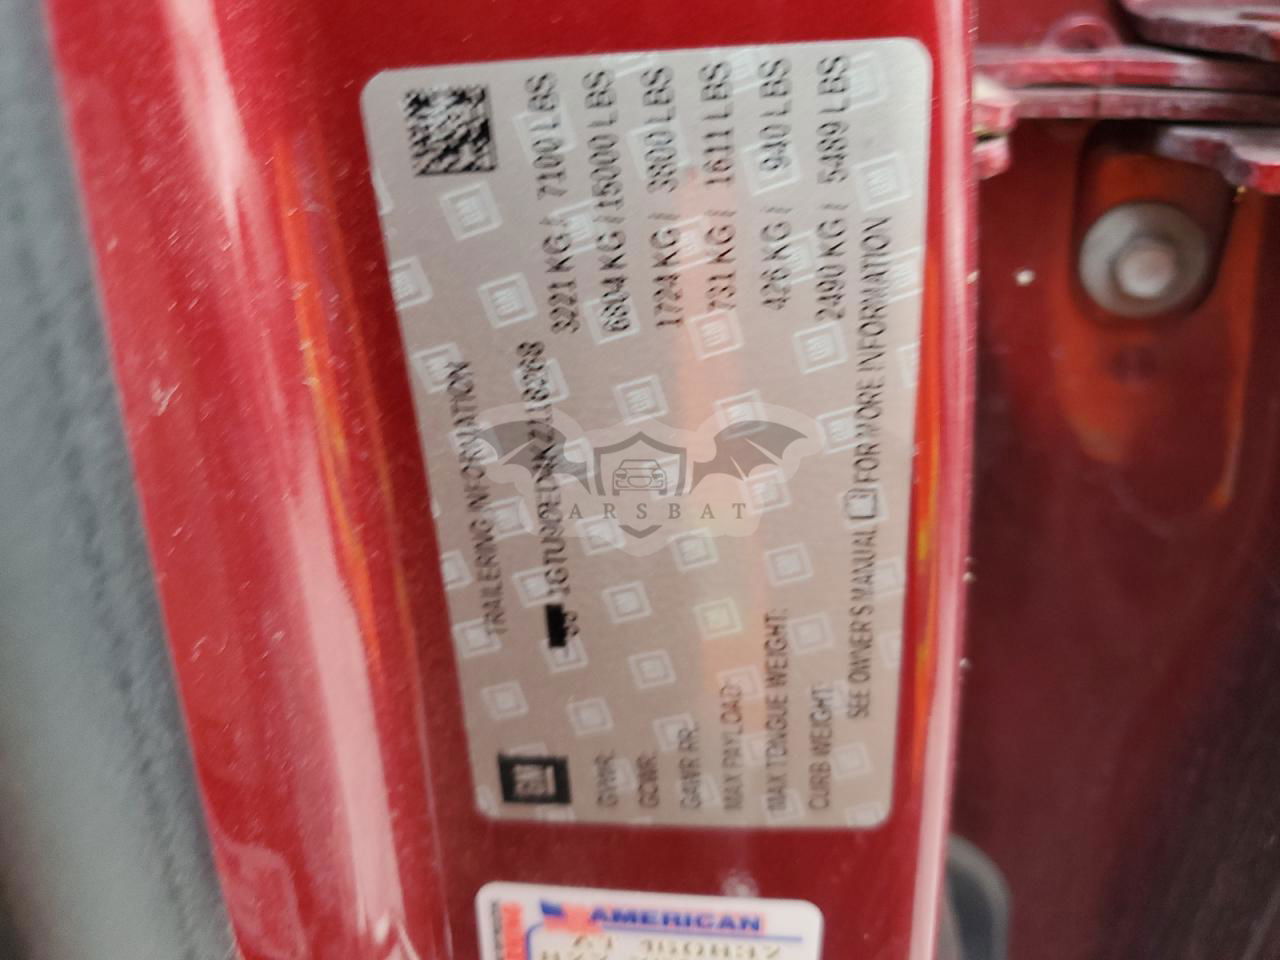 GM
TRAILERING INFORMATION
GVWR: 3221 KG / 7100 LBS
GCWR: 6804 KG / 15000 LBS
GAWR RR: 1724 KG / 3800 LBS
MAX PAYLOAD: 731 KG / 1611 LBS
MAX TONGUE WEIGHT: 426 KG / 940 LBS
CURB WEIGHT: 2490 KG / 5489 LBS
SEE OWNER'S MANUAL FOR MORE INFORMATION
ARSBAT
AMERICAN